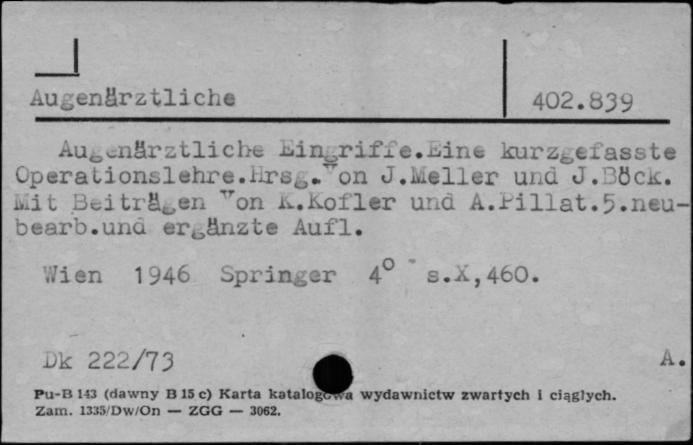 Augenärztliche 402.839
Augenärztliche Eingriffe.Eine kurzgefasste
Operationslehre.Hrsg.von J.Meller und J.Böck.
Mit Beiträgen von K.Kofler und A.Pillat.5.neu-
bearb.und ergänzte Aufl.
Wien 1946 Springer 4° s.X,460.
Dk 222/73 A.
Pu-B 143 (dawny B 15 c) Karta katalogowa wydawnictw zwartych i ciągłych.
Zam. 1335/Dw/On — ZGG — 3062.